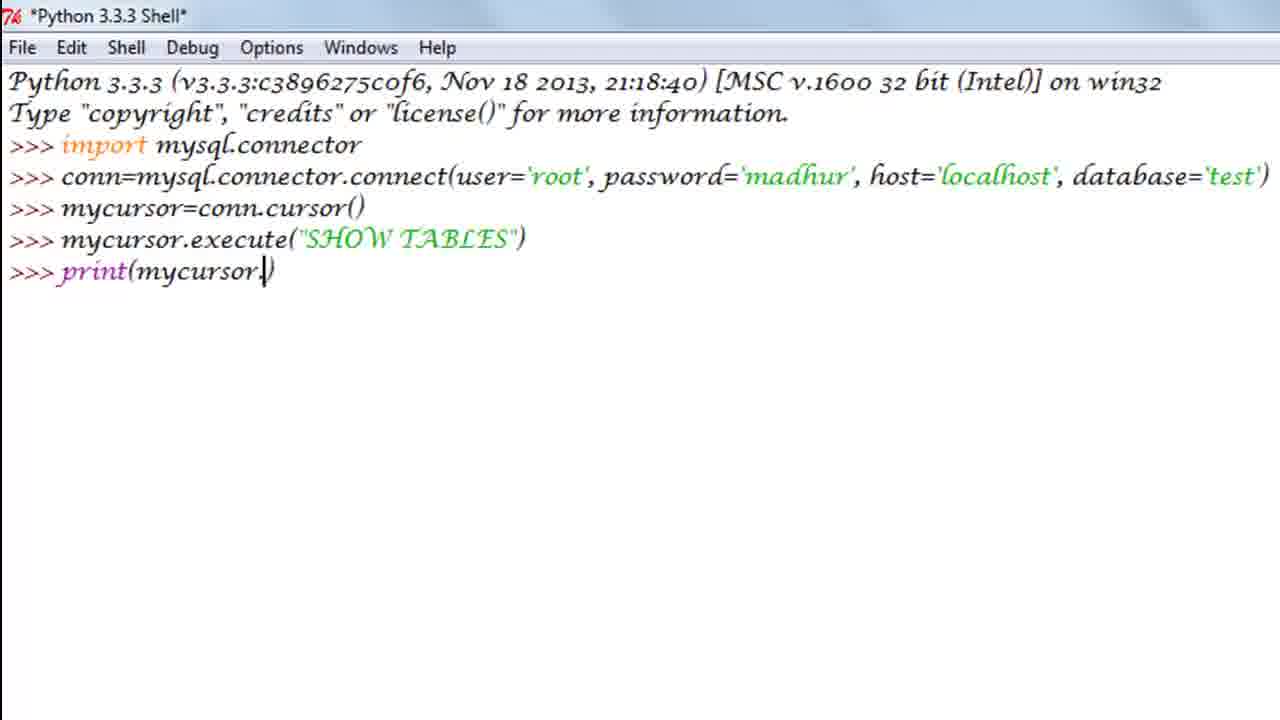 *Python 3.3.3 Shell*
File Edit Shell Debug Options Windows Help
Python 3.3.3 (v3.3.3:c3896275c0f6, Nov 18 2013, 21:18:40) [MSC v.1600 32 bit (Intel)] on win32
Type "copyright", "credits" or "license()" for more information.
>>> import mysql.connector
>>> conn=mysql.connector.connect(user='root', password='madhur', host='localhost', database='test')
>>> mycursor=conn.cursor()
>>> mycursor.execute("SHOW TABLES")
>>> print(mycursor.)